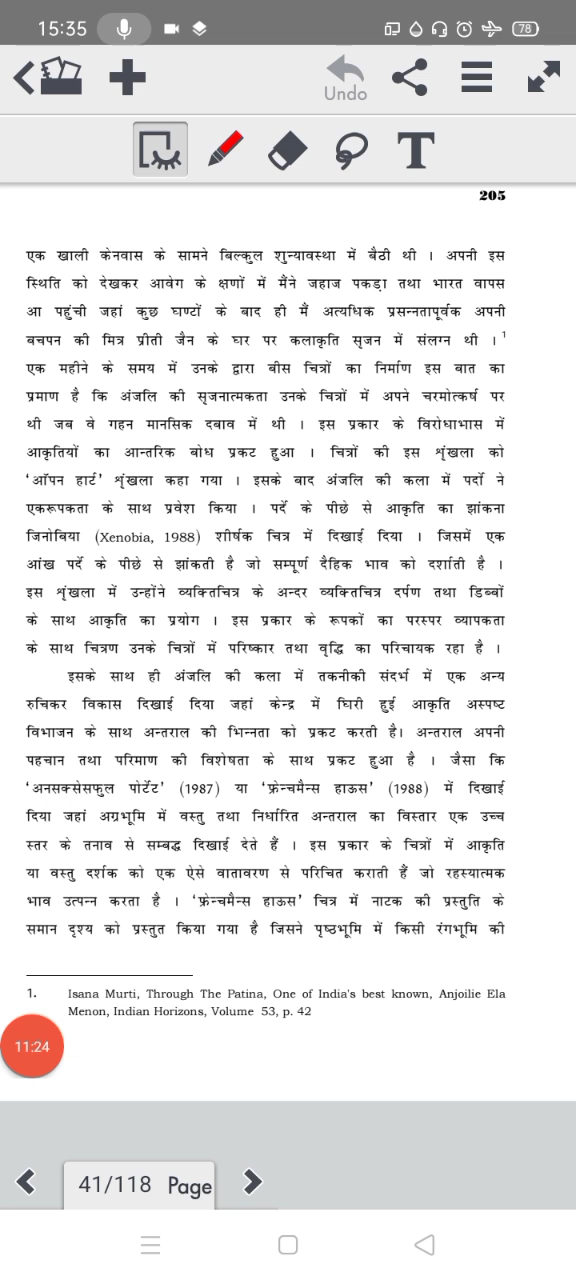 15:35
78
Undo
T
205
एक खाली केनवास के सामने बिल्कुल शुन्यावस्था में बैठी थी । अपनी इस
स्थिति को देखकर आवेग के क्षणों में मैंने जहाज पकड़ा तथा भारत वापस
आ पहुंची जहां कुछ घण्टों के बाद ही मैं अत्यधिक प्रसन्नतापूर्वक अपनी
बचपन की मित्र प्रीती जैन के घर पर कलाकृति सृजन में संलग्न थी ।1
एक महीने के समय में उनके द्वारा बीस चित्रों का निर्माण इस बात का
प्रमाण है कि अंजलि की सृजनात्मकता उनके चित्रों में अपने चरमोत्कर्ष पर
थी जब वे गहन मानसिक दबाव में थी । इस प्रकार के विरोधाभास में
आकृतियों का आन्तरिक बोध प्रकट हुआ । चित्रों की इस शृंखला को
‘ऑपन हार्ट’ शृंखला कहा गया । इसके बाद अंजलि की कला में पर्दो ने
एकरूपकता के साथ प्रवेश किया । पर्दे के पीछे से आकृति का झांकना
जिनोबिया (Xenobia, 1988) शीर्षक चित्र में दिखाई दिया । जिसमें एक
आंख पर्दे के पीछे से झांकती है जो सम्पूर्ण दैहिक भाव को दर्शाती है ।
इस शृंखला में उन्होंने व्यक्तिचित्र के अन्दर व्यक्तिचित्र दर्पण तथा डिब्बों
के साथ आकृति का प्रयोग । इस प्रकार के रूपकों का परस्पर व्यापकता
के साथ चित्रण उनके चित्रों में परिष्कार तथा वृद्धि का परिचायक रहा है ।
इसके साथ ही अंजलि की कला में तकनीकी संदर्भ में एक अन्य
रुचिकर विकास दिखाई दिया जहां केन्द्र में घिरी हुई आकृति अस्पष्ट
विभाजन के साथ अन्तराल की भिन्नता को प्रकट करती है। अन्तराल अपनी
पहचान तथा परिमाण की विशेषता के साथ प्रकट हुआ है । जैसा कि
‘अनसक्सेसफुल पोर्टेट’ (1987) या ‘फ्रेन्चमैन्स हाऊस’ (1988) में दिखाई
दिया जहां अग्रभूमि में वस्तु तथा निर्धारित अन्तराल का विस्तार एक उच्च
स्तर के तनाव से सम्बद्ध दिखाई देते हैं । इस प्रकार के चित्रों में आकृति
या वस्तु दर्शक को एक ऐसे वातावरण से परिचित कराती हैं जो रहस्यात्मक
भाव उत्पन्न करता है । ‘फ्रेन्चमैन्स हाऊस’ चित्र में नाटक की प्रस्तुति के
समान दृश्य को प्रस्तुत किया गया है जिसने पृष्ठभूमि में किसी रंगभूमि की
1. Isana Murti, Through The Patina, One of India's best known, Anjoilie Ela
Menon, Indian Horizons, Volume 53, p. 42
11:24
41/118 Page